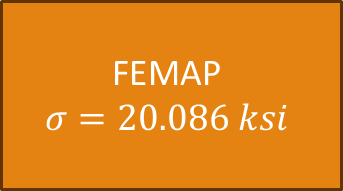 FEMAP
σ = 20.086 ksi